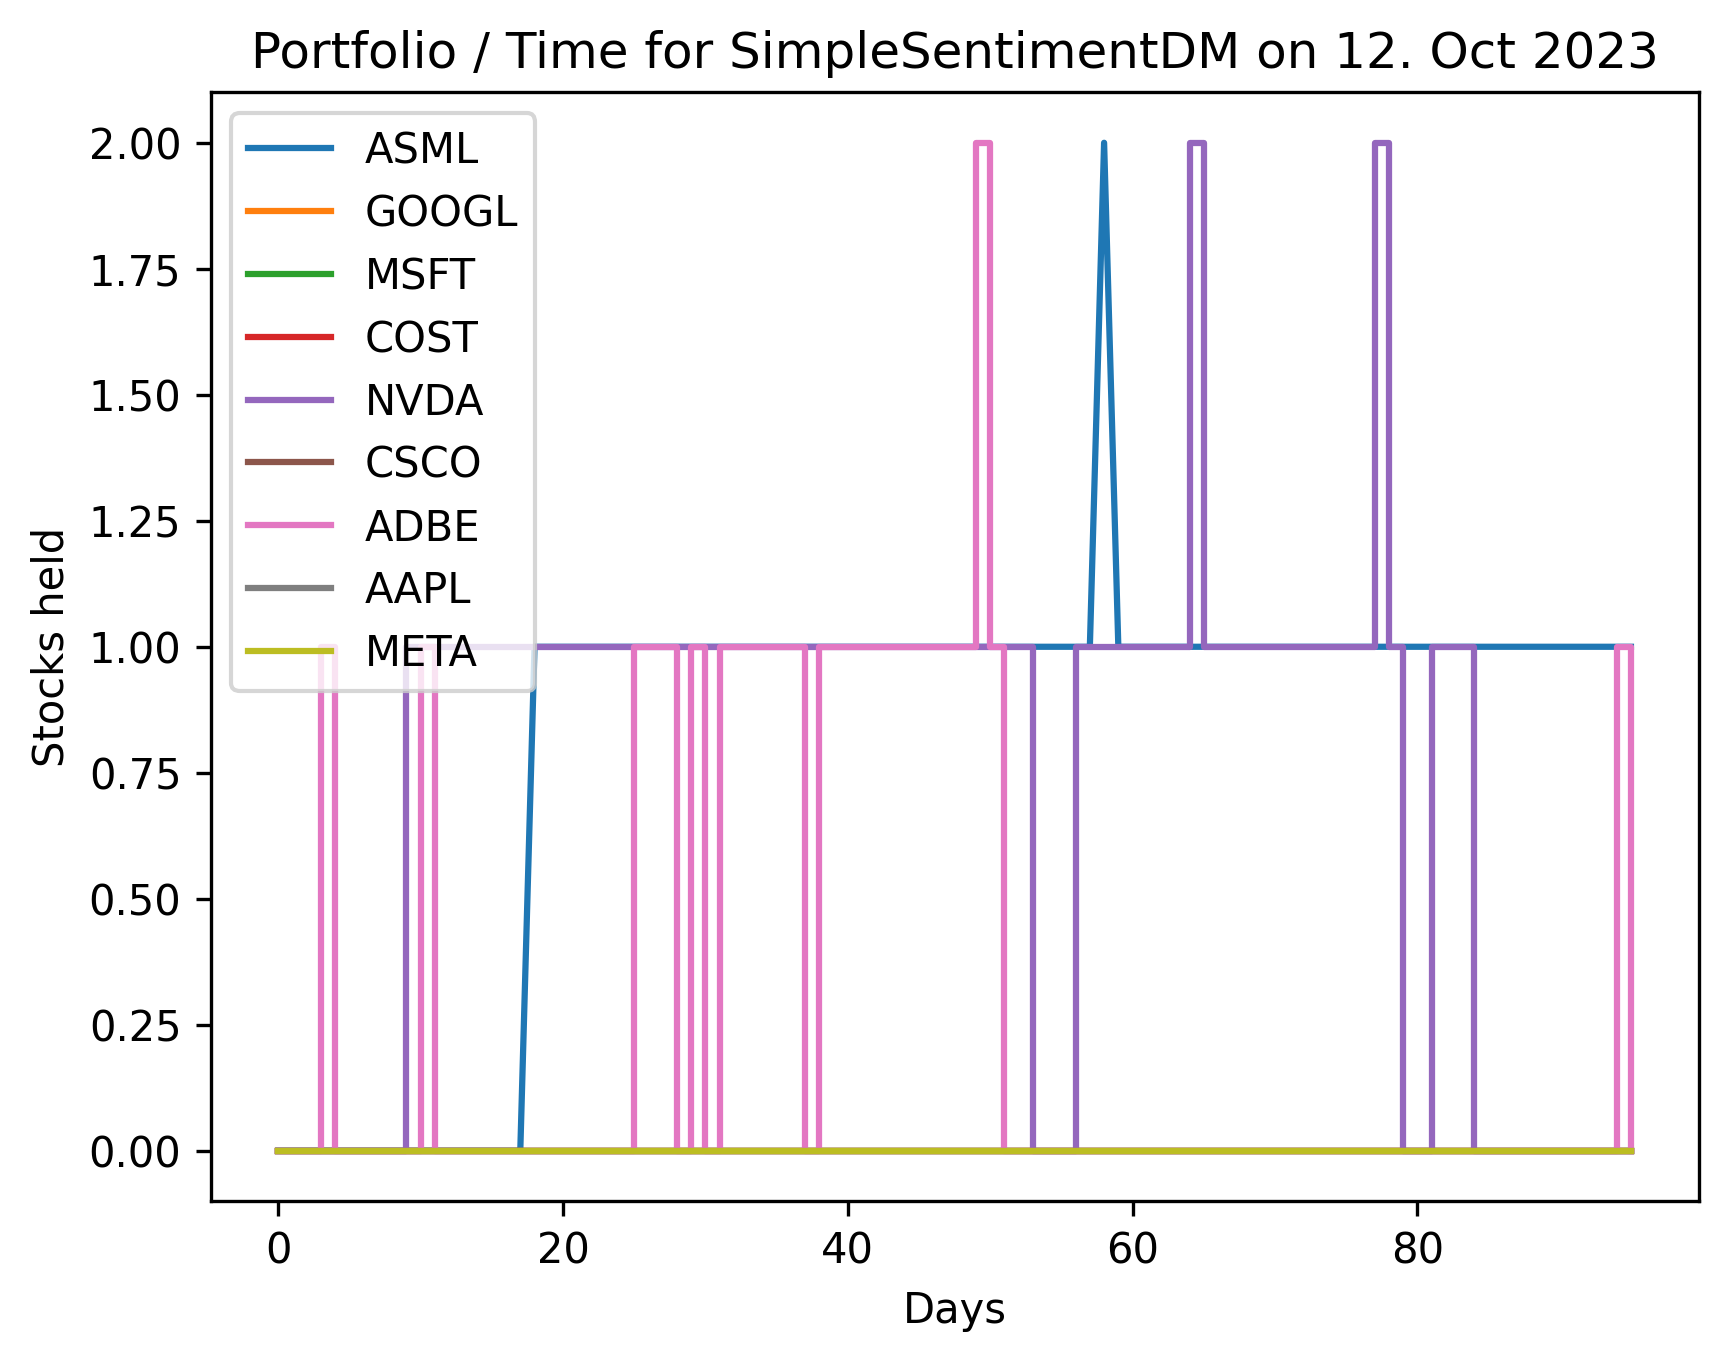 Portfolio / Time for SimpleSentimentDM on 12. Oct 2023
ASML
GOOGL
MSFT
COST
NVDA
CSCO
ADBE
AAPL
META
Stocks held
2.00
1.75
1.50
1.25
1.00
0.75
0.50
0.25
0.00
0 20 40 60 80
Days